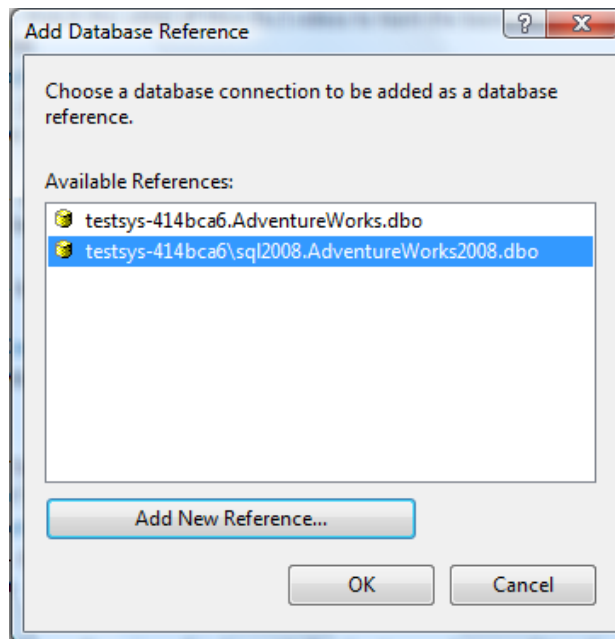 Add Database Reference
Choose a database connection to be added as a database
reference.
Available References:
testsys-414bca6.AdventureWorks.dbo
testsys-414bca6\sql2008.AdventureWorks2008.dbo
Add New Reference...
OK
Cancel